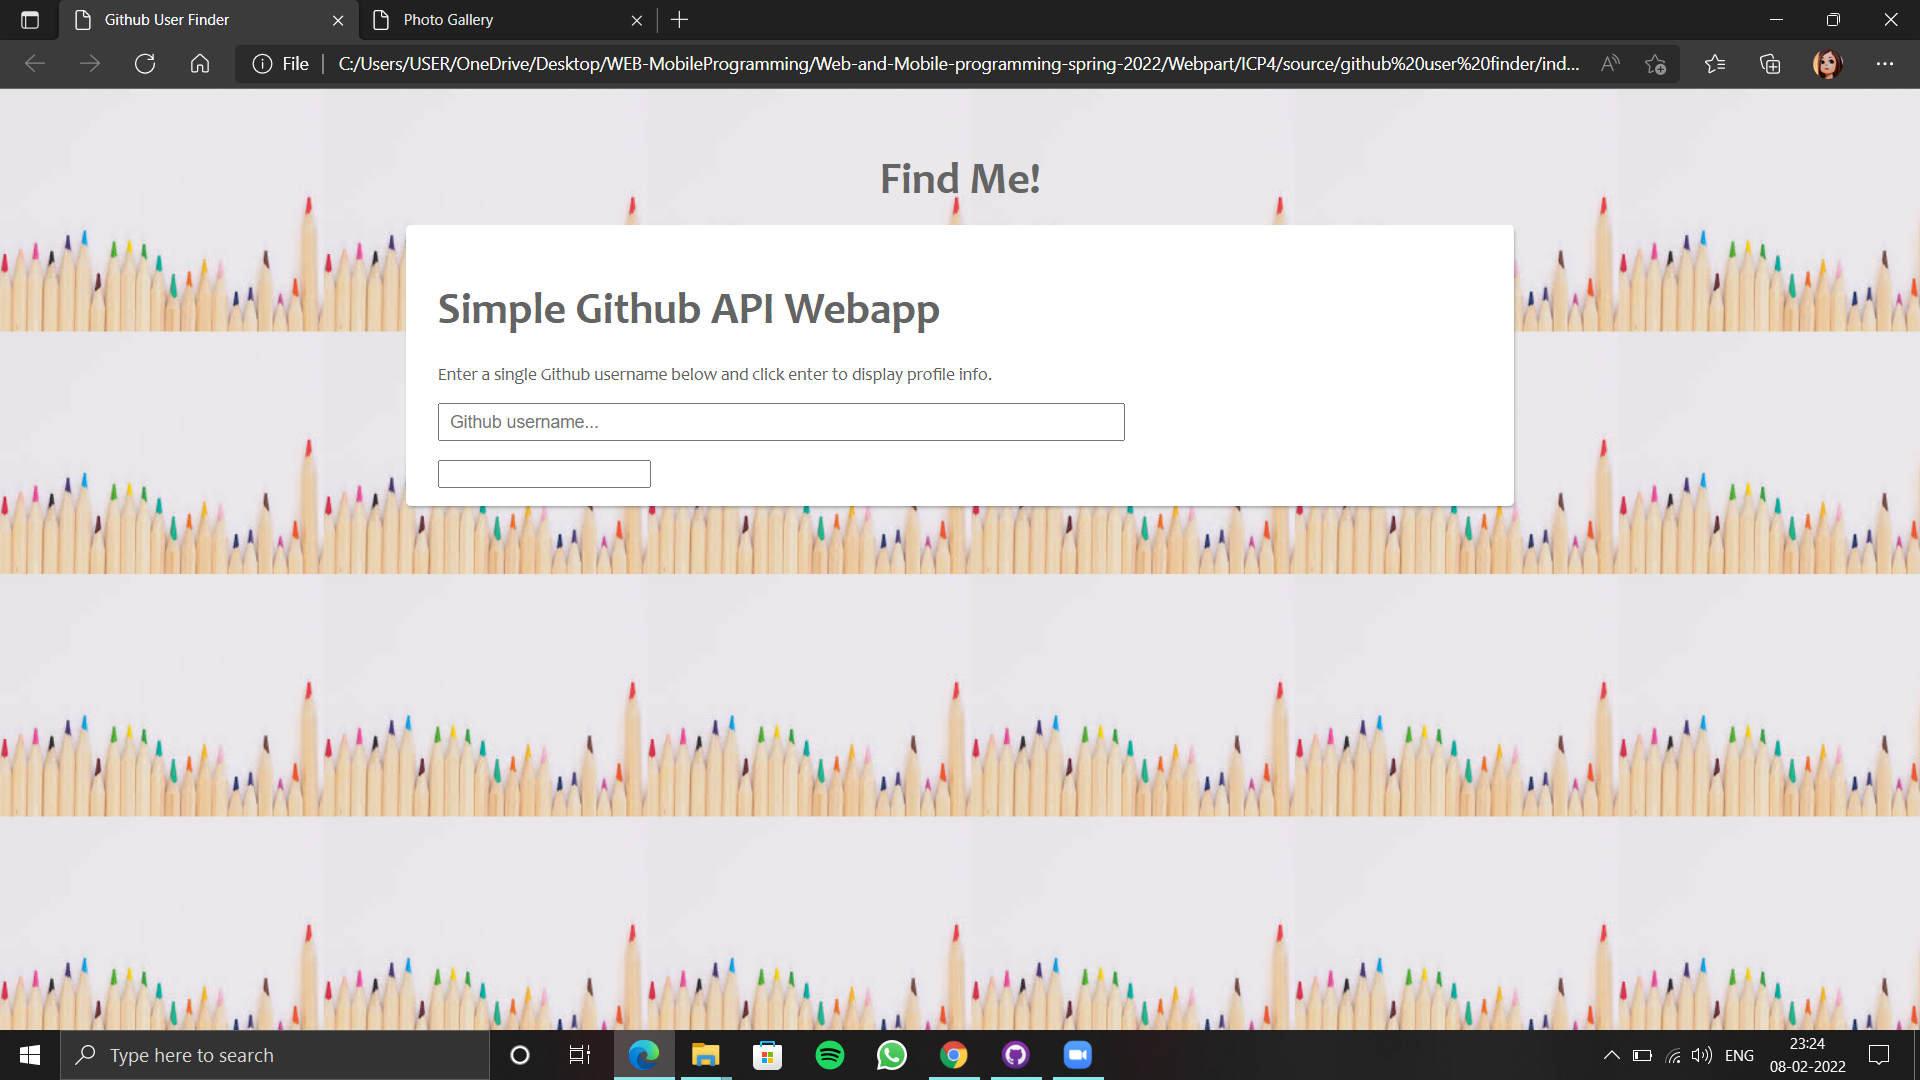 Github User Finder
Photo Gallery
File
C:/Users/USER/OneDrive/Desktop/WEB-MobileProgramming/Web-and-Mobile-programming-spring-2022/Webpart/ICP4/source/github%20user%20finder/ind...
Find Me!
Simple Github API Webapp
Enter a single Github username below and click enter to display profile info.
Github username...
Type here to search
ENG
23:24
08-02-2022